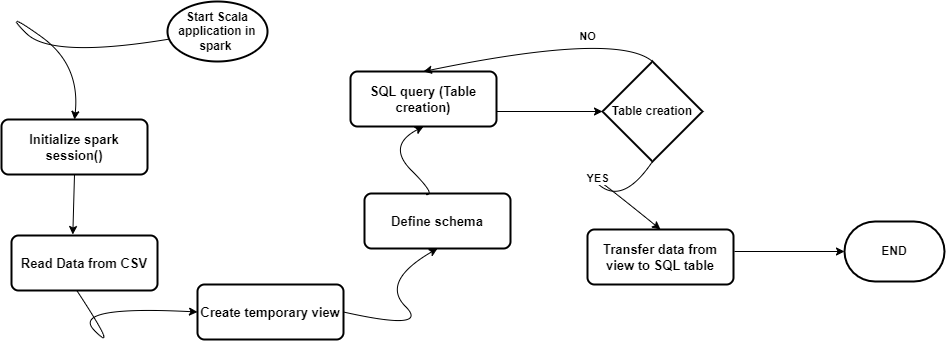 Start Scala
application in
spark
Initialize spark
session()
Read Data from CSV
Create temporary view
Define schema
SQL query (Table
creation)
NO
Table creation
YES
Transfer data from
view to SQL table
END